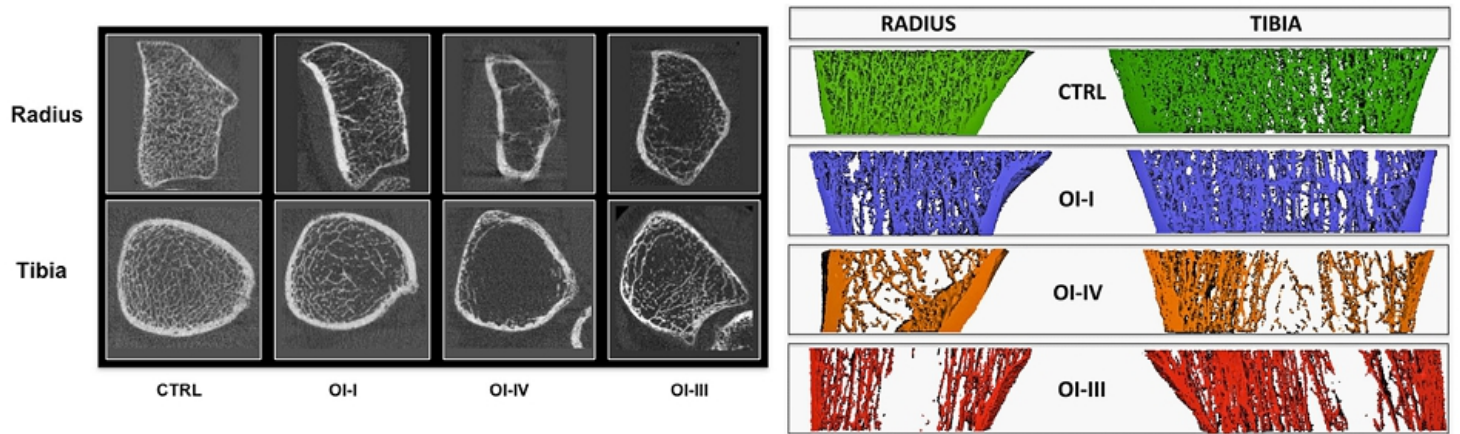 Radius
Tibia
CTRL OI-I OI-IV OI-III
RADIUS TIBIA
CTRL
OI-I
OI-IV
OI-III